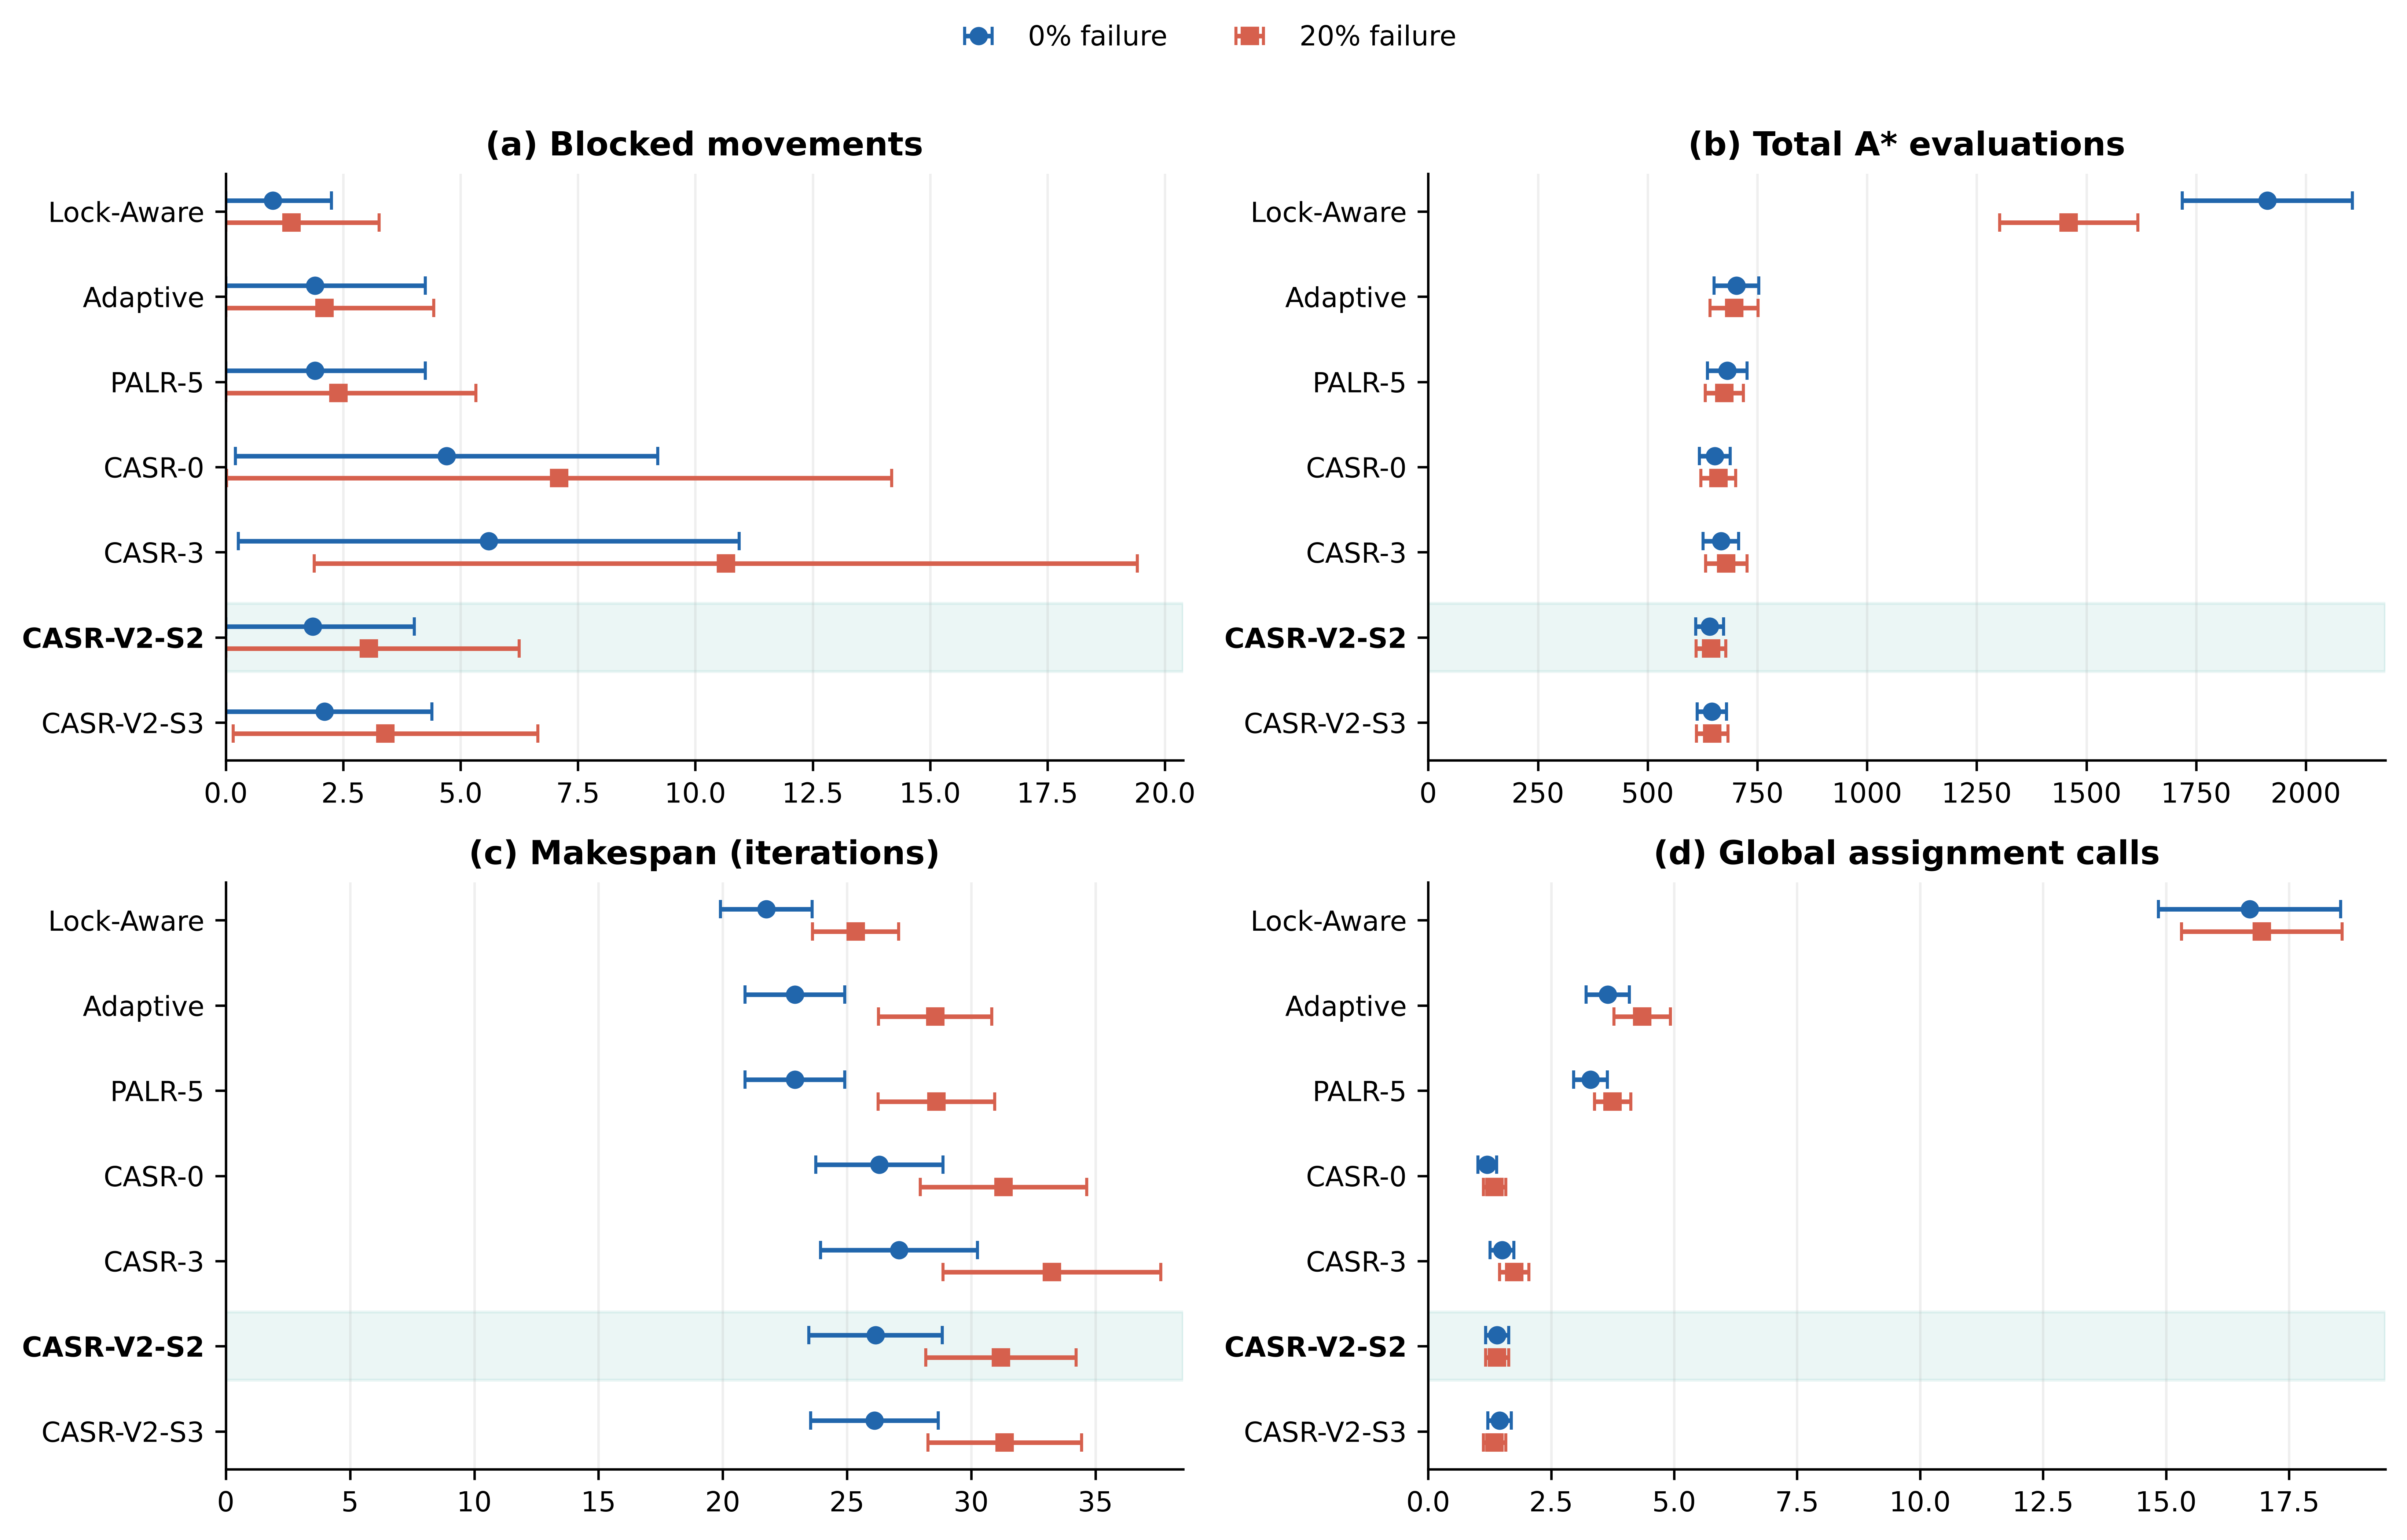 0% failure 20% failure
(a) Blocked movements
Lock-Aware
Adaptive
PALR-5
CASR-0
CASR-3
CASR-V2-S2
CASR-V2-S3
0.0 2.5 5.0 7.5 10.0 12.5 15.0 17.5 20.0
(b) Total A* evaluations
Lock-Aware
Adaptive
PALR-5
CASR-0
CASR-3
CASR-V2-S2
CASR-V2-S3
0 250 500 750 1000 1250 1500 1750 2000
(c) Makespan (iterations)
Lock-Aware
Adaptive
PALR-5
CASR-0
CASR-3
CASR-V2-S2
CASR-V2-S3
0 5 10 15 20 25 30 35
(d) Global assignment calls
Lock-Aware
Adaptive
PALR-5
CASR-0
CASR-3
CASR-V2-S2
CASR-V2-S3
0.0 2.5 5.0 7.5 10.0 12.5 15.0 17.5